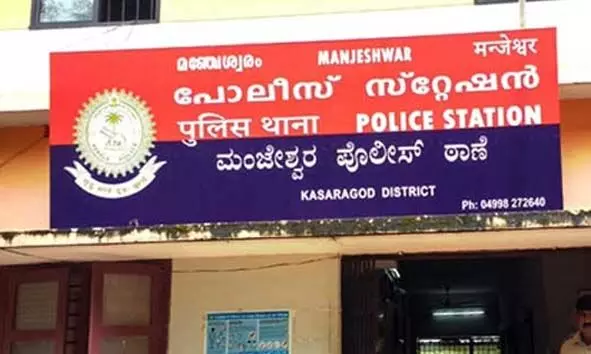 മഞ്ചേശ്വരം MANJESHWAR मन्जेश्वर
പോലീസ് സ്റ്റേഷൻ
पुलिस थाना POLICE STATION
ಮಂಜೇಶ್ವರ ಪೊಲೀಸ್ ಠಾಣೆ
KASARAGOD DISTRICT
Ph: 04998 272640